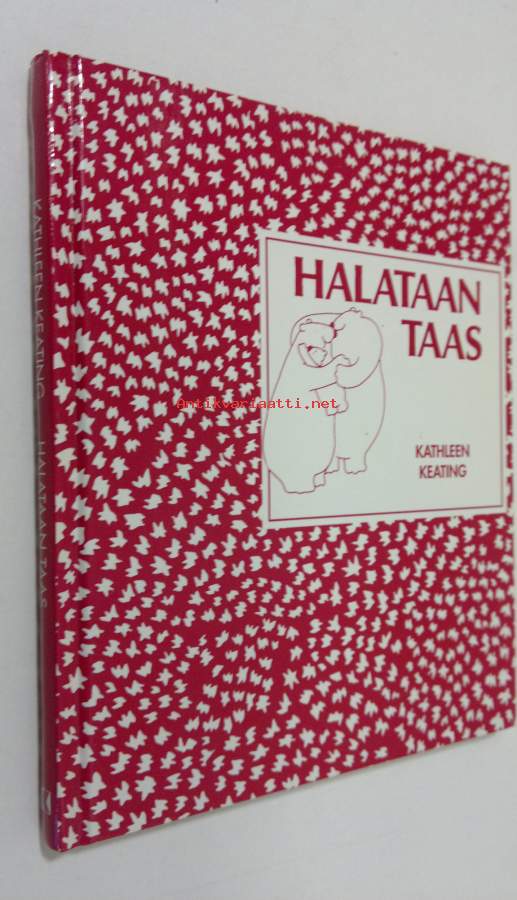 HALATAAN
TAAS
KATHLEEN
KEATING
KATHLEEN KEATING HALATAAN TAAS
Antikvariaatti.net